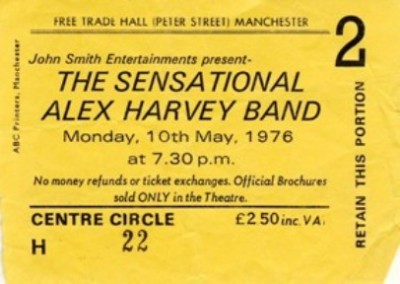 FREE TRADE HALL (PETER STREET) MANCHESTER
John Smith Entertainments present-
THE SENSATIONAL
ALEX HARVEY BAND
Monday, 10th May, 1976
at 7.30 p.m.
No money refunds or ticket exchanges. Official Brochures
sold ONLY in the Theatre.
CENTRE CIRCLE £2.50 inc. VA
H 22
2
RETAIN THIS PORTION
ABC Printers, Manchester